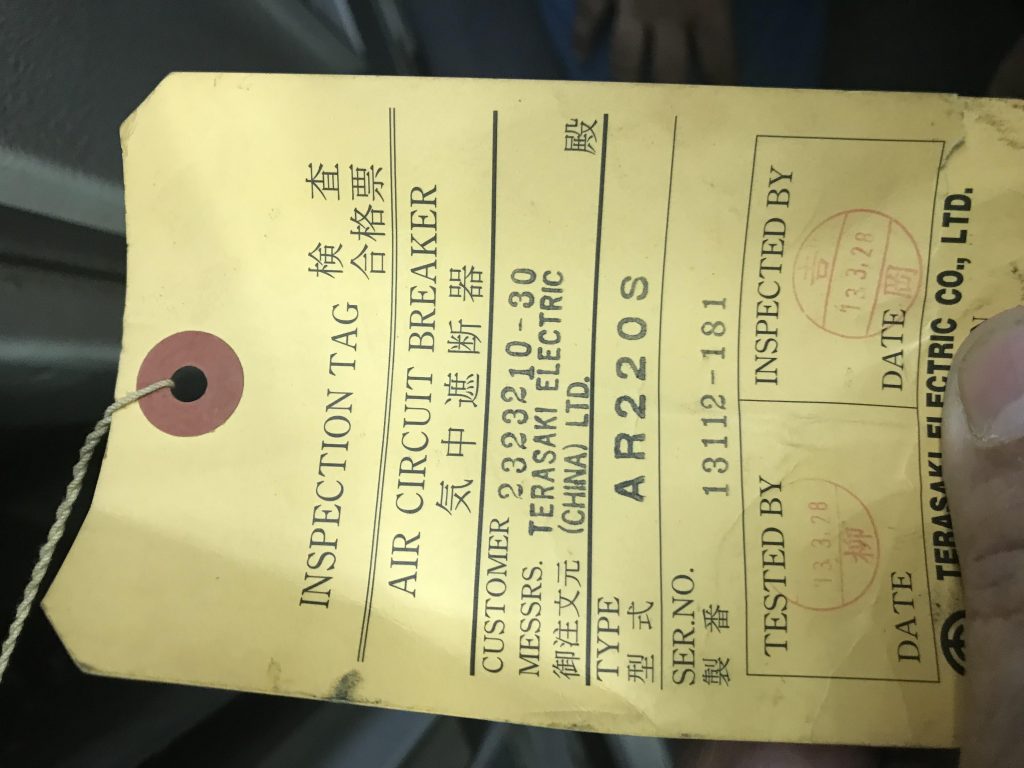 INSPECTION TAG 検査
合格票
AIR CIRCUIT BREAKER
気中遮断器
CUSTOMER 2323210-30
MESSRS. TERASAKI ELECTRIC
御注文元 (CHINA) LTD. 殿
TYPE
型式 AR220S
SER.NO.
製番 13112-181
TESTED BY INSPECTED BY
吉
'13.3.28 '13.3.28
柳 岡
DATE DATE
TERASAKI ELECTRIC CO., LTD.